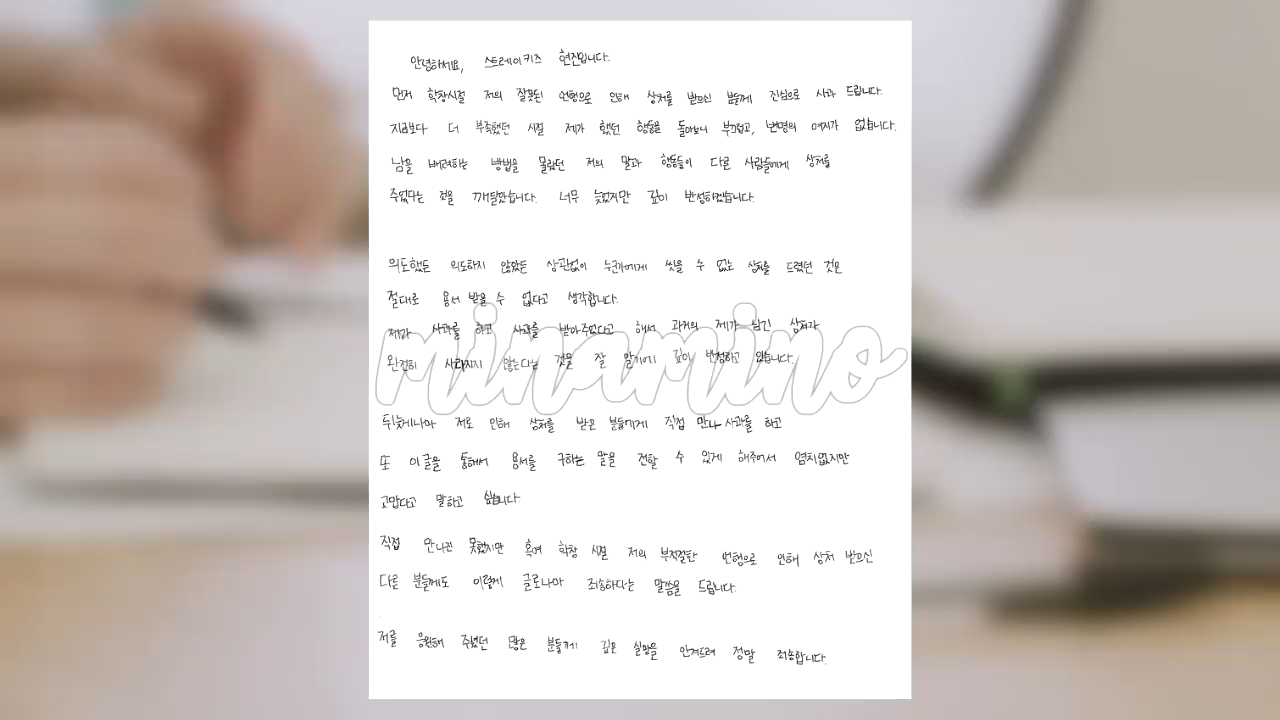 안녕하세요, 스트레이키즈 현진입니다.
먼저 학창시절 저의 잘못된 언행으로 인해 상처를 받으신 분들께 진심으로 사과 드립니다.
지금보다 더 부족했던 시절 제가 했던 행동을 돌아보니 부끄럽고, 변명의 여지가 없습니다.
남을 배려하는 방법을 몰랐던 저의 말과 행동들이 다른 사람들에게 상처를
주었다는 것을 깨달았습니다. 너무 늦었지만 깊이 반성하겠습니다.
의도했든 의도하지 않았든 상관없이 누군가에게 씻을 수 없는 상처를 드렸던 것은
절대로 용서 받을 수 없다고 생각합니다.
제가 사과를 하고 사과를 받아주었다고 해서 과거의 제가 남긴 상처가
완전히 사라지지 않는다는 것을 잘 알기에 깊이 반성하고 있습니다.
minamino
뒤늦게나마 저로 인해 상처를 받은 분들에게 직접 만나 사과를 하고
또 이글을 통해서 용서를 구하는 말을 전할 수 있게 해주어서 염치없지만
고맙다고 말하고 싶습니다.
직접 만나진 못했지만 혹여 학창 시절 저의 부적절한 언행으로 인해 상처 받으신
다른 분들께도 이렇게 글로나마 죄송하다는 말씀을 드립니다.
저를 응원해 주셨던 많은 분들께 깊은 실망을 안겨드려 정말 죄송합니다.